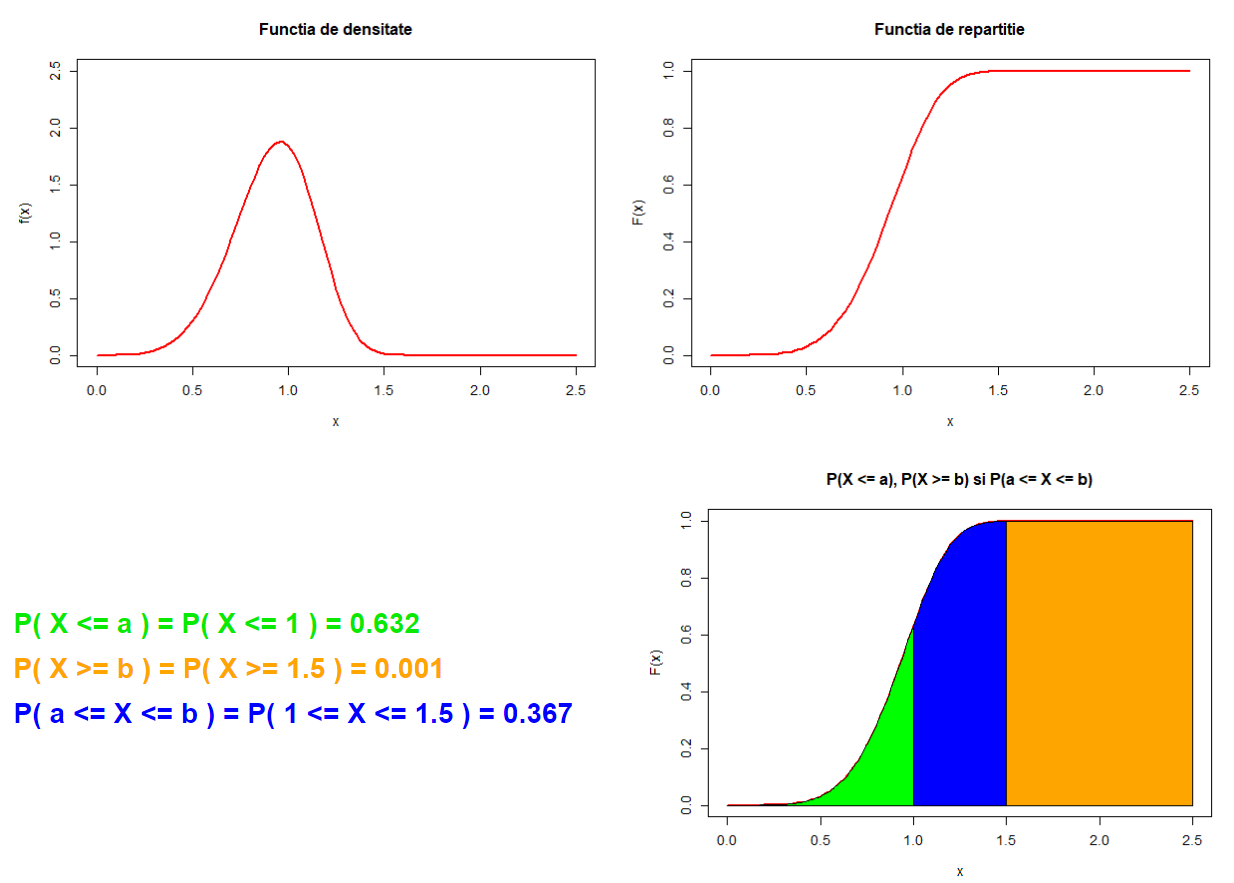 Functia de densitate
f(x)
2.5
2.0
1.5
1.0
0.5
0.0
0.0 0.5 1.0 1.5 2.0 2.5
x
Functia de repartitie
F(x)
1.0
0.8
0.6
0.4
0.2
0.0
0.0 0.5 1.0 1.5 2.0 2.5
x
P( X <= a ) = P( X <= 1 ) = 0.632
P( X >= b ) = P( X >= 1.5 ) = 0.001
P( a <= X <= b ) = P( 1 <= X <= 1.5 ) = 0.367
P(X <= a), P(X >= b) si P(a <= X <= b)
F(x)
1.0
0.8
0.6
0.4
0.2
0.0
0.0 0.5 1.0 1.5 2.0 2.5
x